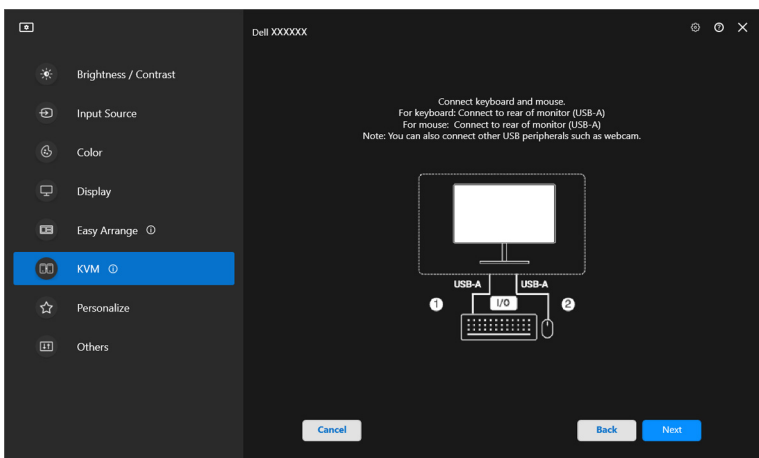 Dell XXXXXX
Brightness / Contrast
Input Source
Color
Display
Easy Arrange
KVM
Personalize
Others
Connect keyboard and mouse.
For keyboard: Connect to rear of monitor (USB-A)
For mouse: Connect to rear of monitor (USB-A)
Note: You can also connect other USB peripherals such as webcam.
USB-A
USB-A
1
I/O
2
Cancel
Back
Next